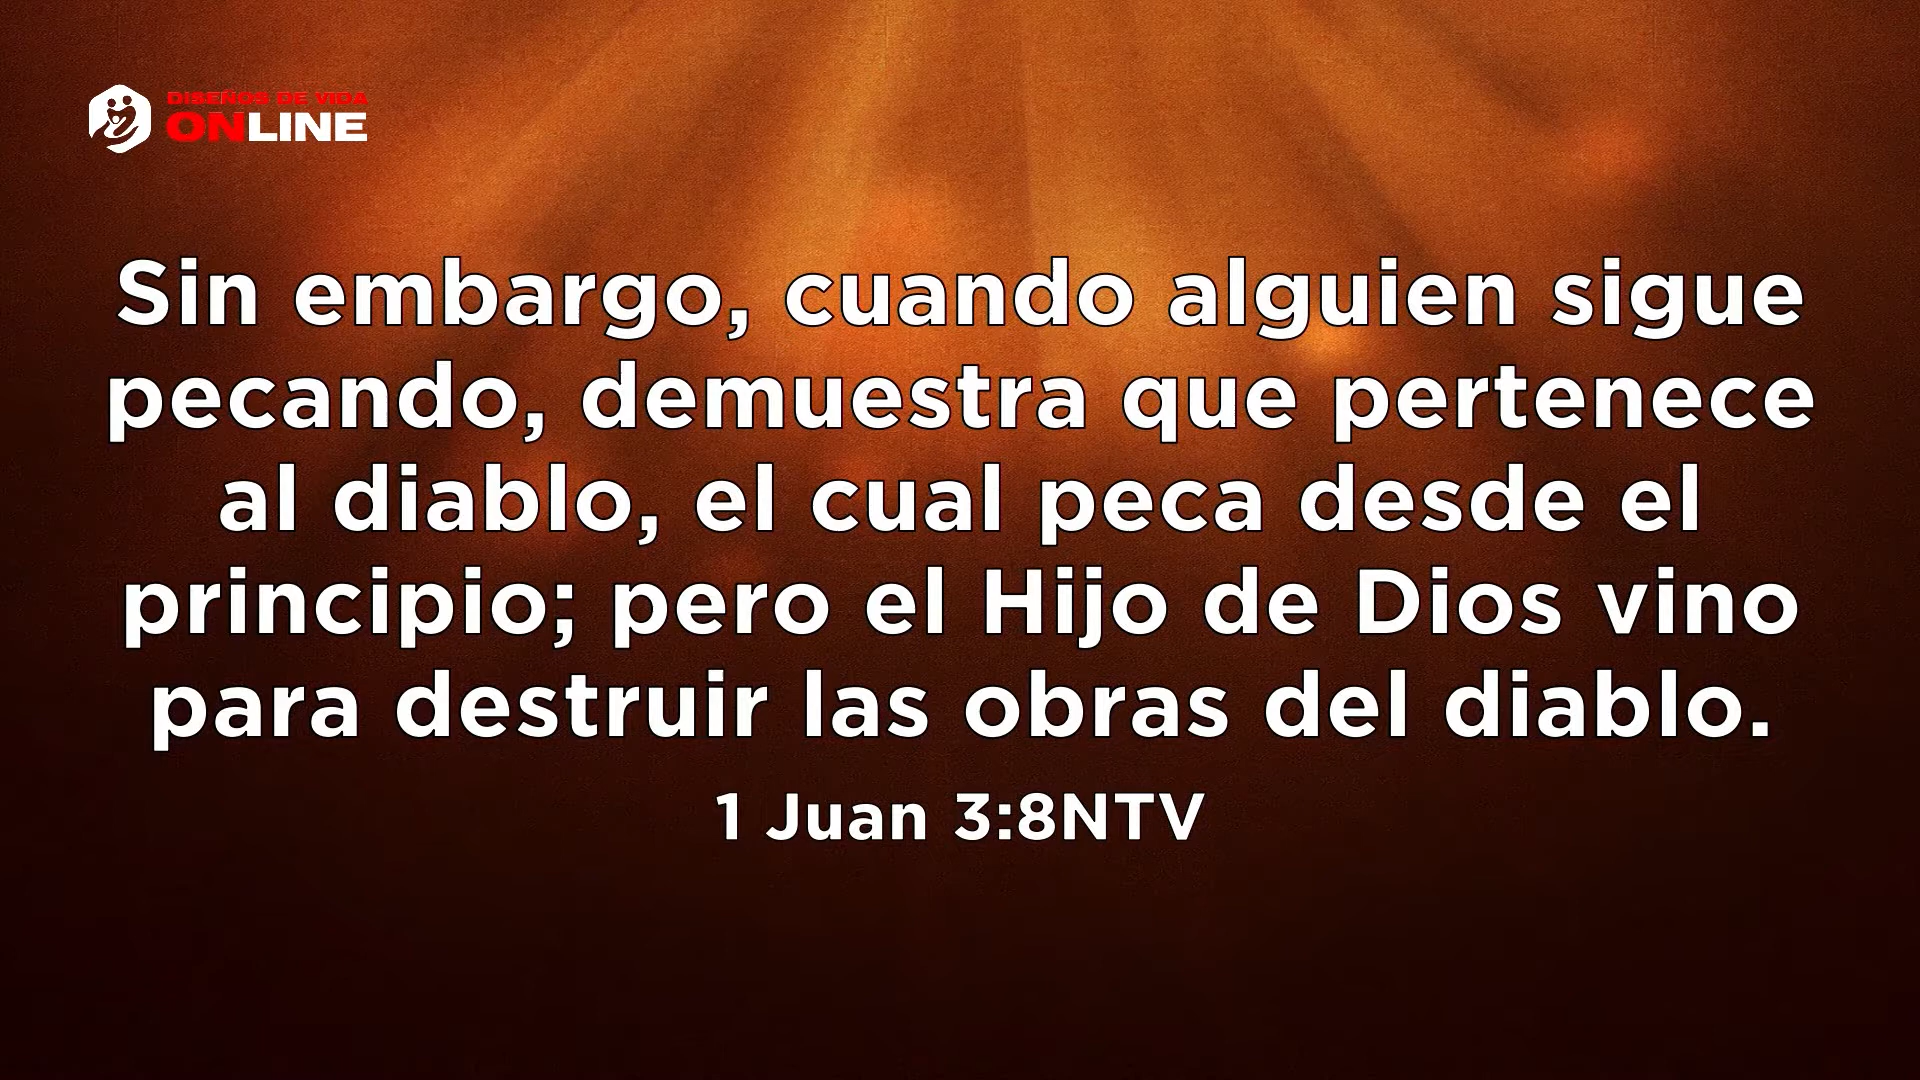 DISEÑOS DE VIDA
ONLINE
Sin embargo, cuando alguien sigue
pecando, demuestra que pertenece
al diablo, el cual peca desde el
principio; pero el Hijo de Dios vino
para destruir las obras del diablo.
1 Juan 3:8NTV